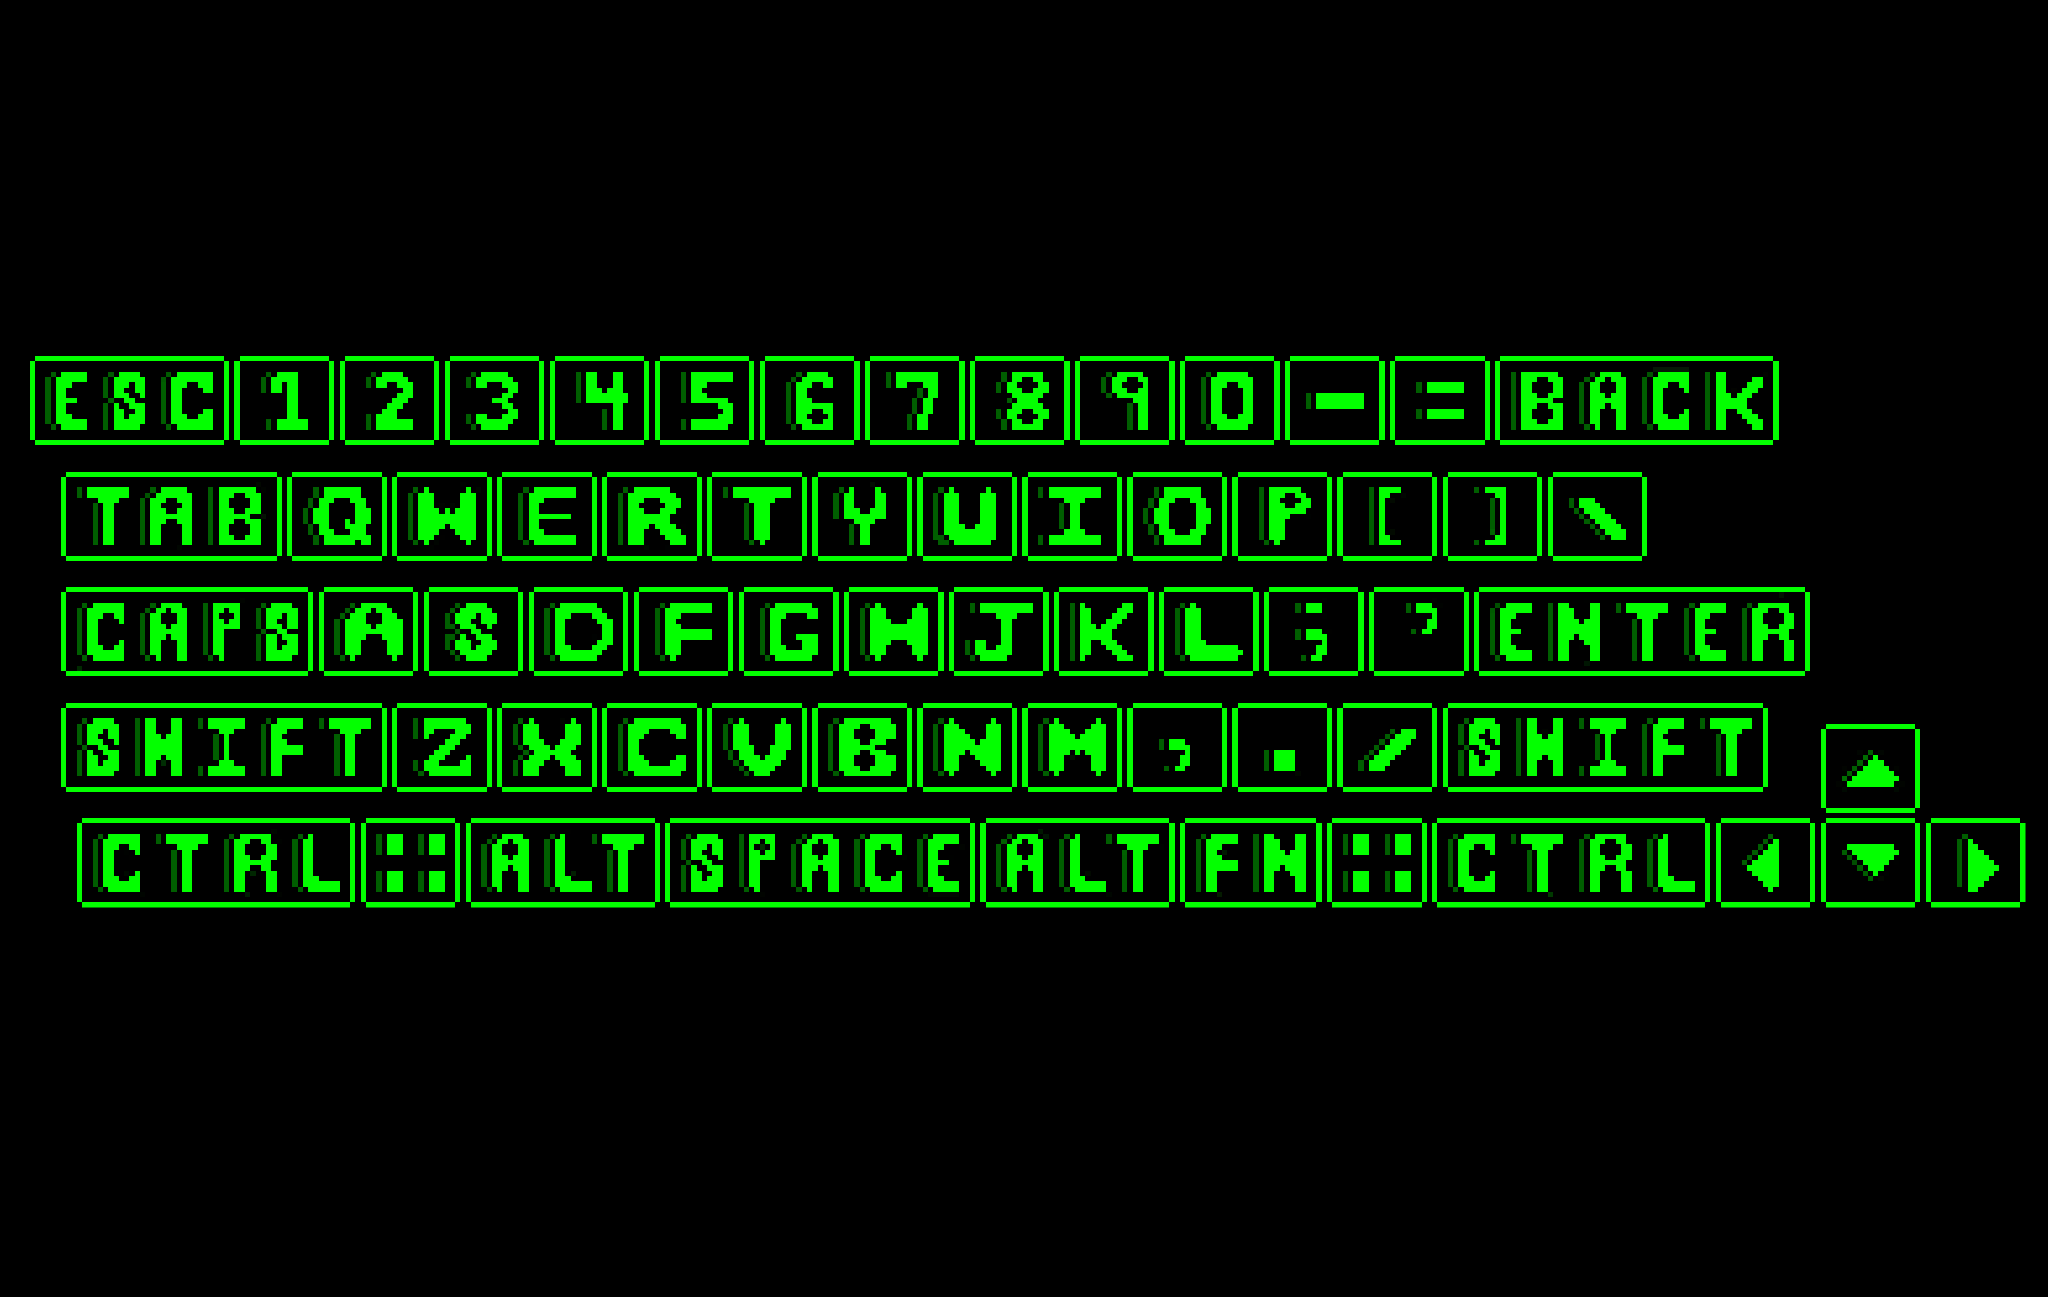 ESC 1 2 3 4 5 6 7 8 9 0 - = BACK
TAB Q W E R T Y U I O P [ ] \
CAPS A S D F G H J K L ; ' ENTER
SHIFT Z X C V B N M , . / SHIFT ▲
CTRL :: ALT SPACE ALT FN :: CTRL ◀ ▼ ▶